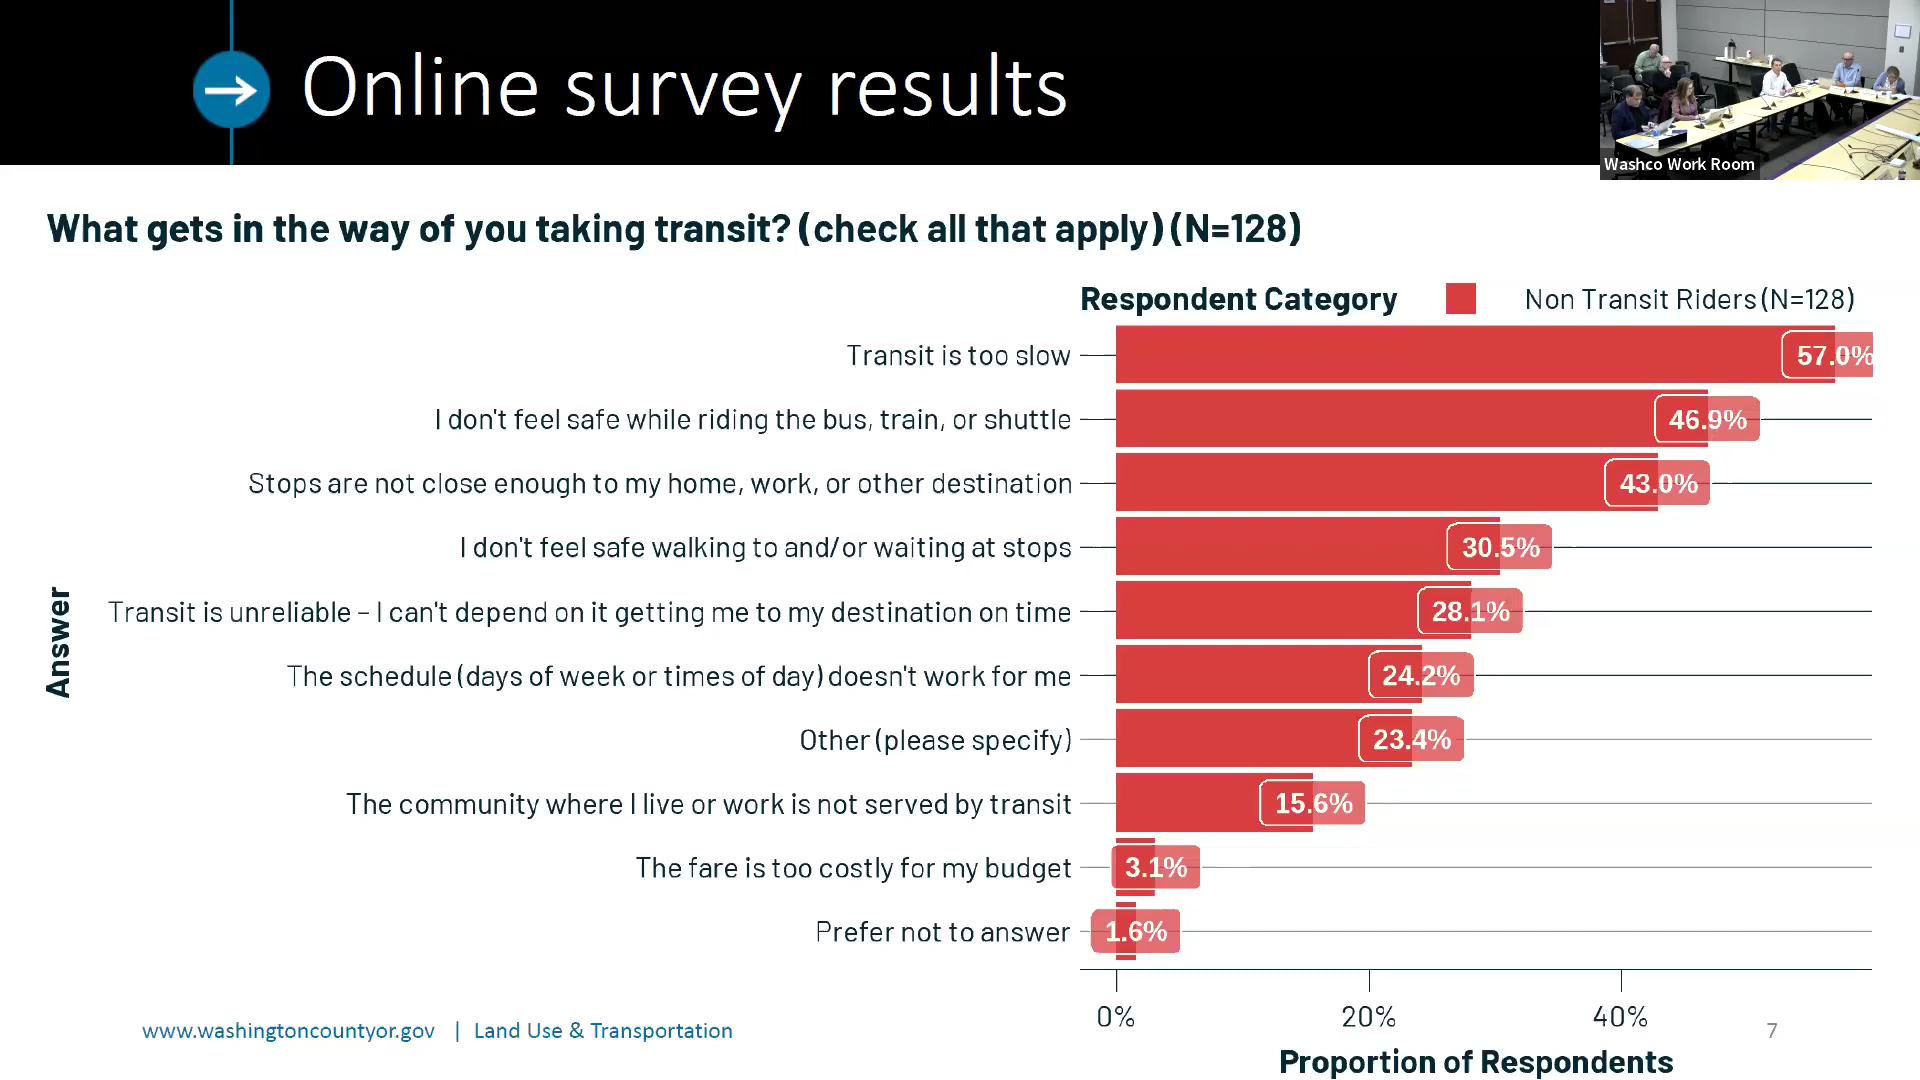 Online survey results
Washco Work Room
What gets in the way of you taking transit? (check all that apply) (N=128)
Respondent Category Non Transit Riders (N=128)
Transit is too slow 57.0%
I don't feel safe while riding the bus, train, or shuttle 46.9%
Stops are not close enough to my home, work, or other destination 43.0%
I don't feel safe walking to and/or waiting at stops 30.5%
Transit is unreliable – I can't depend on it getting me to my destination on time 28.1%
The schedule (days of week or times of day) doesn't work for me 24.2%
Other (please specify) 23.4%
The community where I live or work is not served by transit 15.6%
The fare is too costly for my budget 3.1%
Prefer not to answer 1.6%
Answer
0% 20% 40%
Proportion of Respondents
www.washingtoncountyor.gov | Land Use & Transportation
7